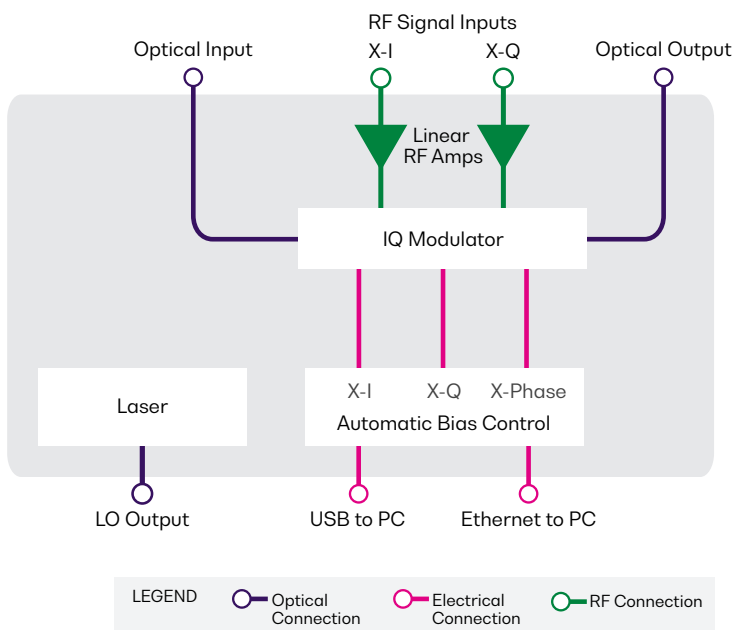 RF Signal Inputs
Optical Input
X-I
X-Q
Optical Output
Linear
RF Amps
IQ Modulator
X-I
X-Q
X-Phase
Laser
Automatic Bias Control
LO Output
USB to PC
Ethernet to PC
LEGEND
Optical
Connection
Electrical
Connection
RF Connection